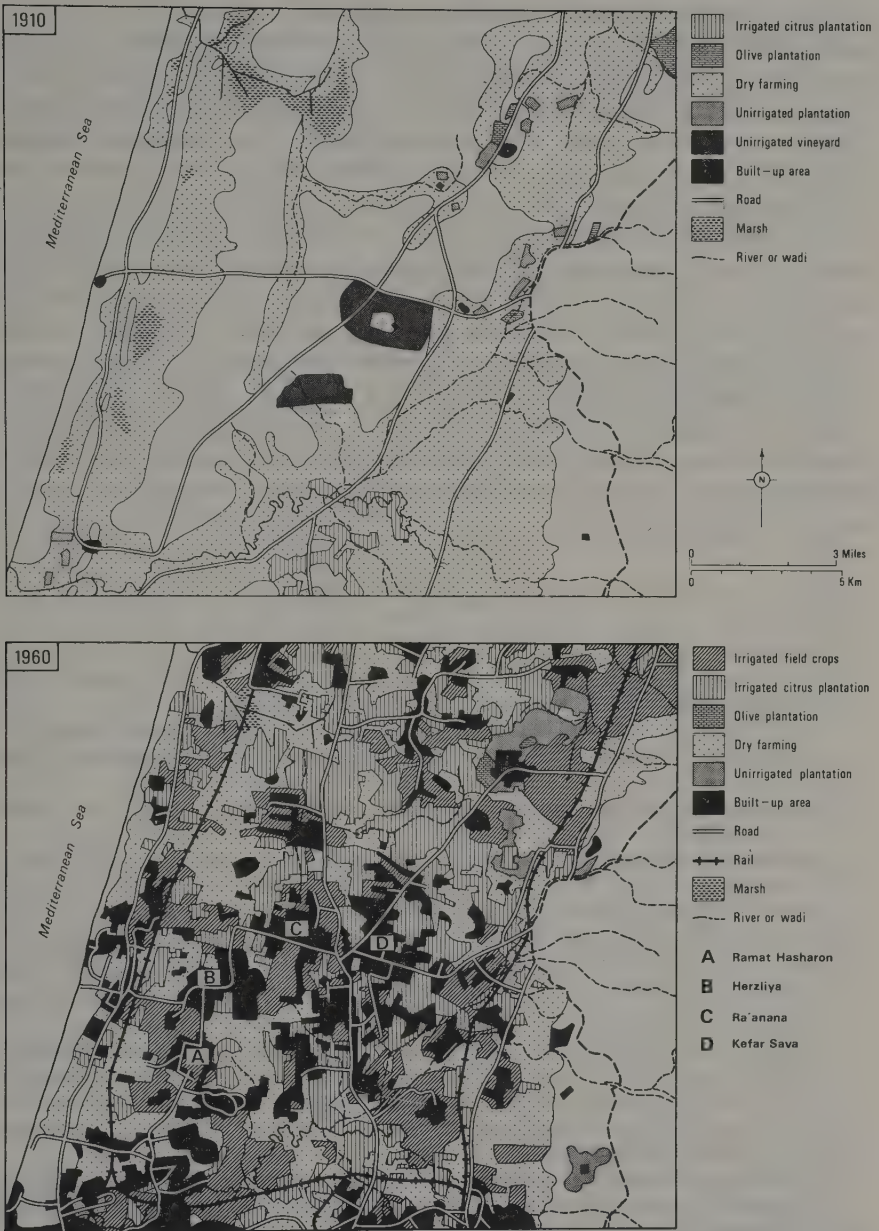 1910
Mediterranean Sea
Irrigated citrus plantation
Olive plantation
Dry farming
Unirrigated plantation
Unirrigated vineyard
Built-up area
Road
Marsh
River or wadi
N
0 3 Miles
0 5 Km
1960
Mediterranean Sea
A
B
C
D
Irrigated field crops
Irrigated citrus plantation
Olive plantation
Dry farming
Unirrigated plantation
Built-up area
Road
Rail
Marsh
River or wadi
A Ramat Hasharon
B Herzliya
C Ra'anana
D Kefar Sava